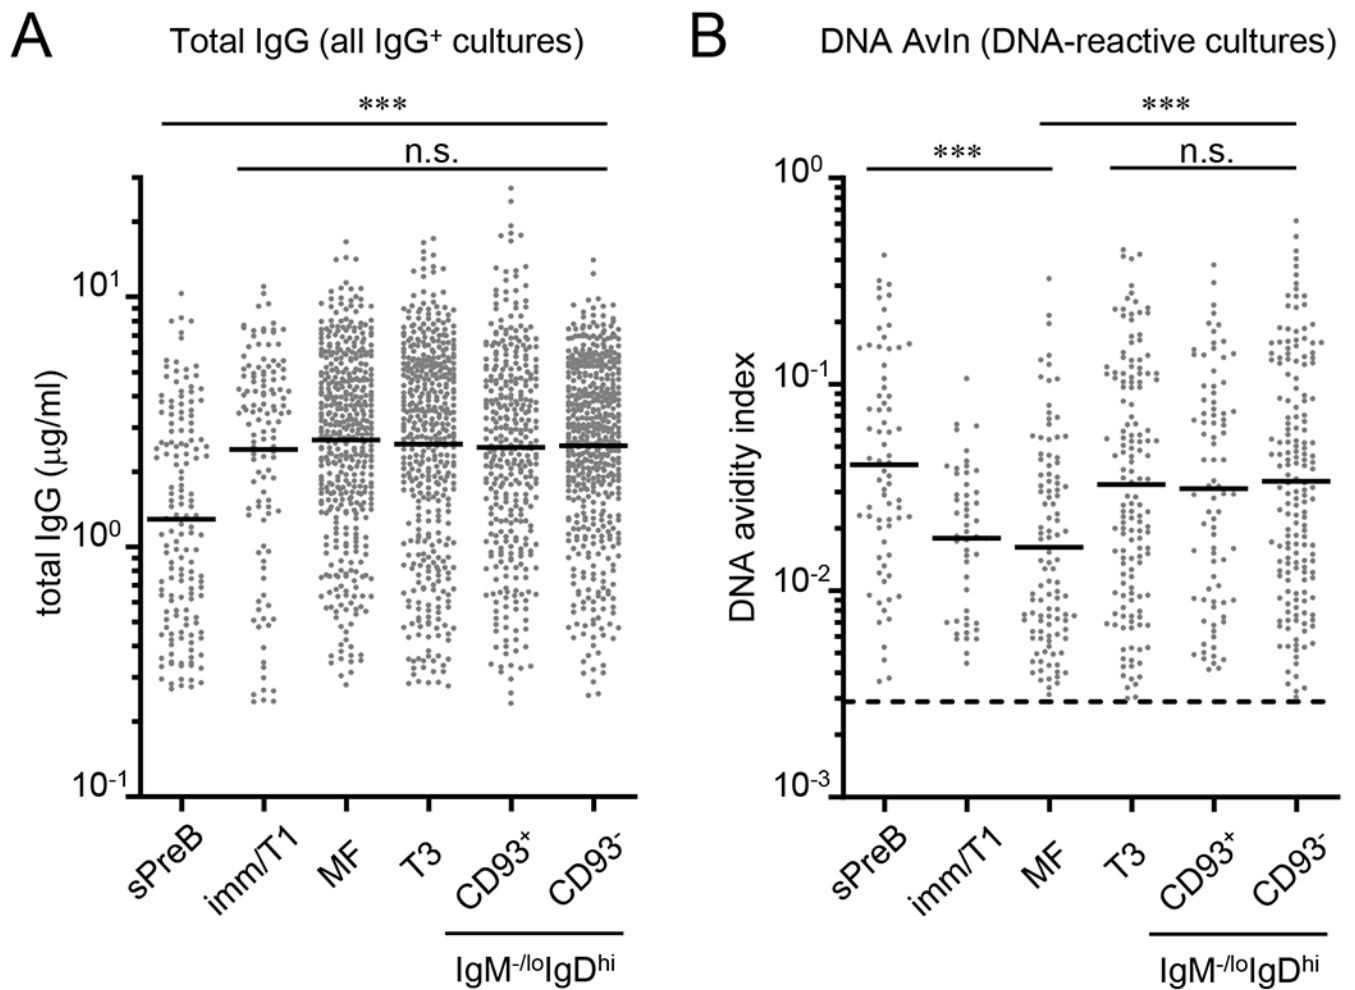 A
Total IgG (all IgG⁺ cultures)
***
n.s.
10¹
10⁰
10⁻¹
total IgG (µg/ml)
sPreB
imm/T1
MF
T3
CD93⁺
CD93⁻
IgM⁻/ˡᵒIgDʰⁱ
B
DNA AvIn (DNA-reactive cultures)
***
***
n.s.
10⁰
10⁻¹
10⁻²
10⁻³
DNA avidity index
sPreB
imm/T1
MF
T3
CD93⁺
CD93⁻
IgM⁻/ˡᵒIgDʰⁱ